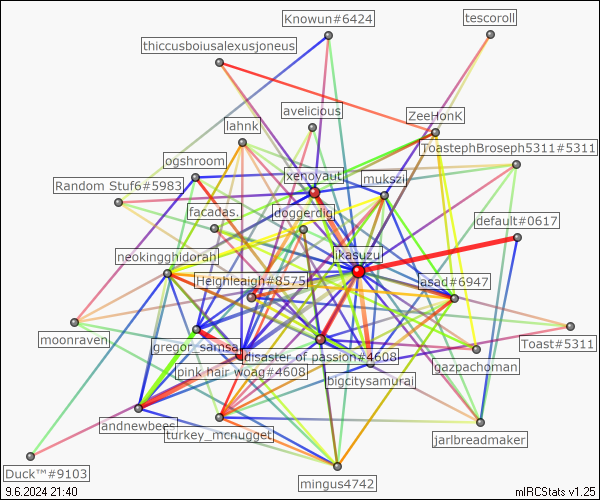 Knowun#6424
tescoroll
thiccusboiusalexusjoneus
avelicious
ZeeHonK
lahnk
ToastephBroseph5311#5311
ogshroom
xenoyaut
mukszi
Random Stuf6#5983
facadas.
doggerdigi
default#0617
neokingghidorah
ikasuzu
Heighleaigh#8575
asad#6947
moonraven
gregor_samsa
disaster of passion#4608
Toast#5311
pink hair woag#4608
bigcitysamurai
gazpachoman
andnewbees
turkey_mcnugget
jarlbreadmaker
Duck™#9103
mingus4742
9.6.2024 21:40
mIRCStats v1.25